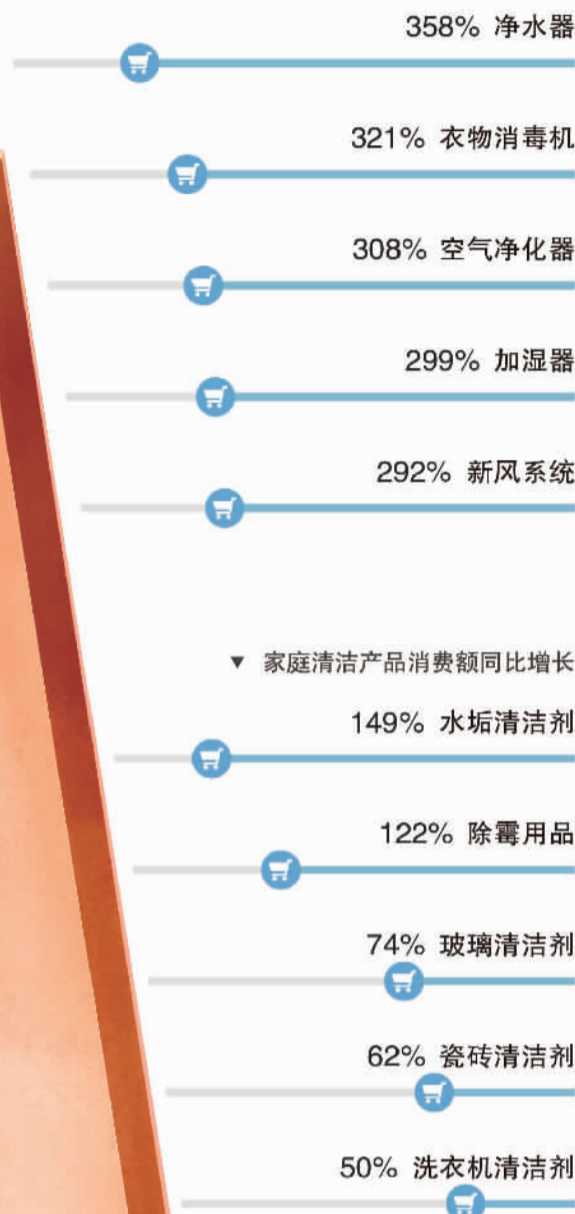 358% 净水器
321% 衣物消毒机
308% 空气净化器
299% 加湿器
292% 新风系统
▼ 家庭清洁产品消费额同比增长
149% 水垢清洁剂
122% 除霉用品
74% 玻璃清洁剂
62% 瓷砖清洁剂
50% 洗衣机清洁剂